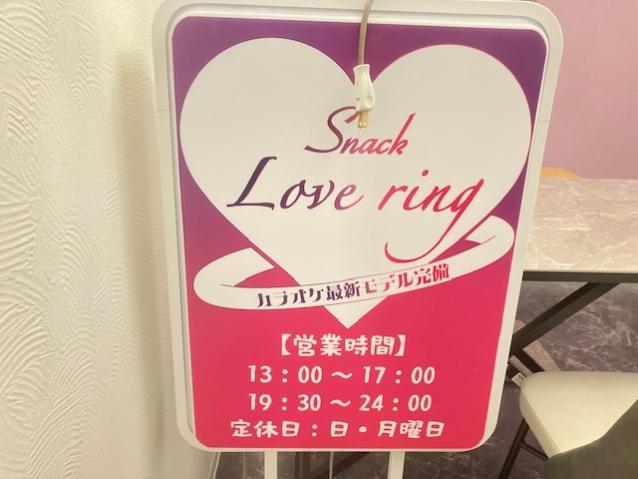 Snack
Love ring
カラオケ最新モデル完備
【営業時間】
13：00～17：00
19：30～24：00
定休日：日・月曜日